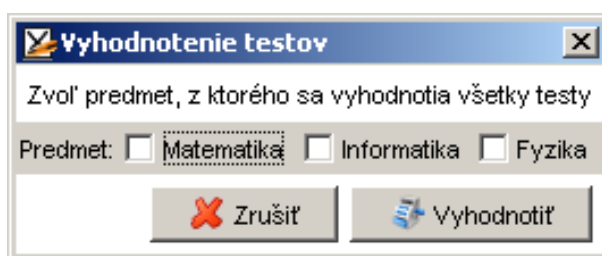 Vyhodnotenie testov
Zvoľ predmet, z ktorého sa vyhodnotia všetky testy
Predmet: Matematika Informatika Fyzika
Zrušiť Vyhodnotiť